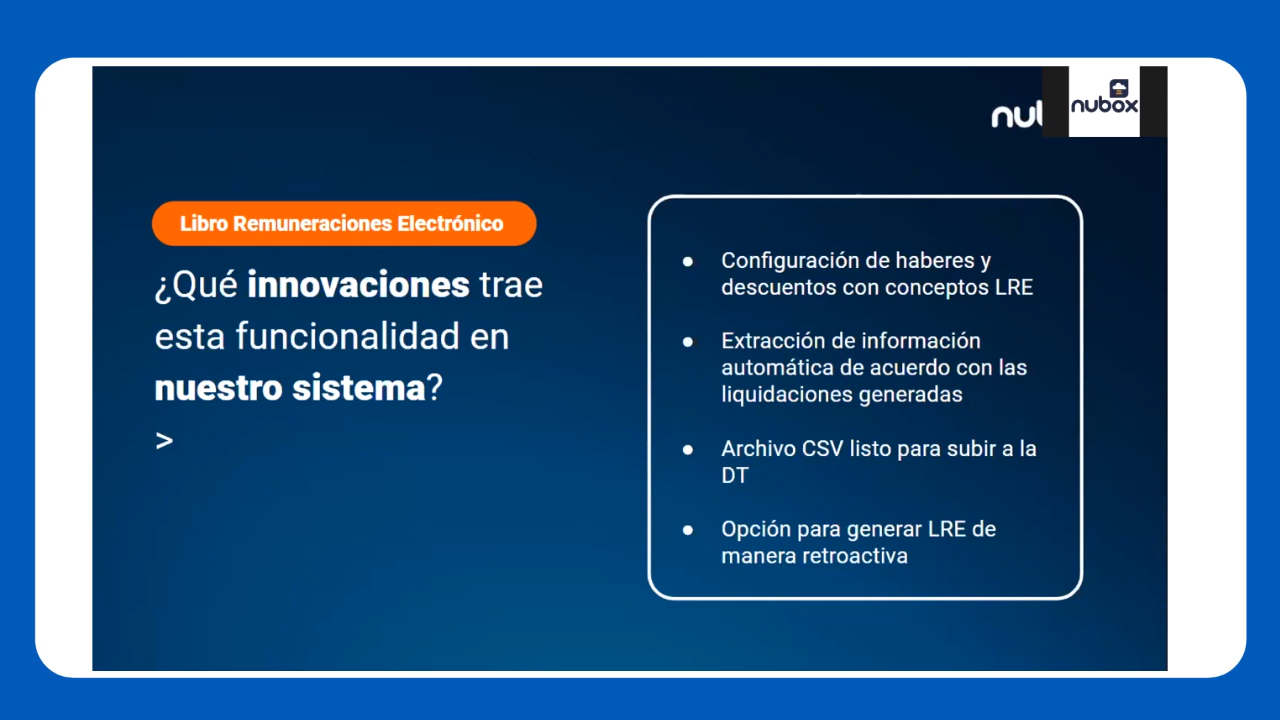 nub
nubox
Libro Remuneraciones Electrónico
¿Qué innovaciones trae
esta funcionalidad en
nuestro sistema?
>
● Configuración de haberes y
descuentos con conceptos LRE
● Extracción de información
automática de acuerdo con las
liquidaciones generadas
● Archivo CSV listo para subir a la
DT
● Opción para generar LRE de
manera retroactiva